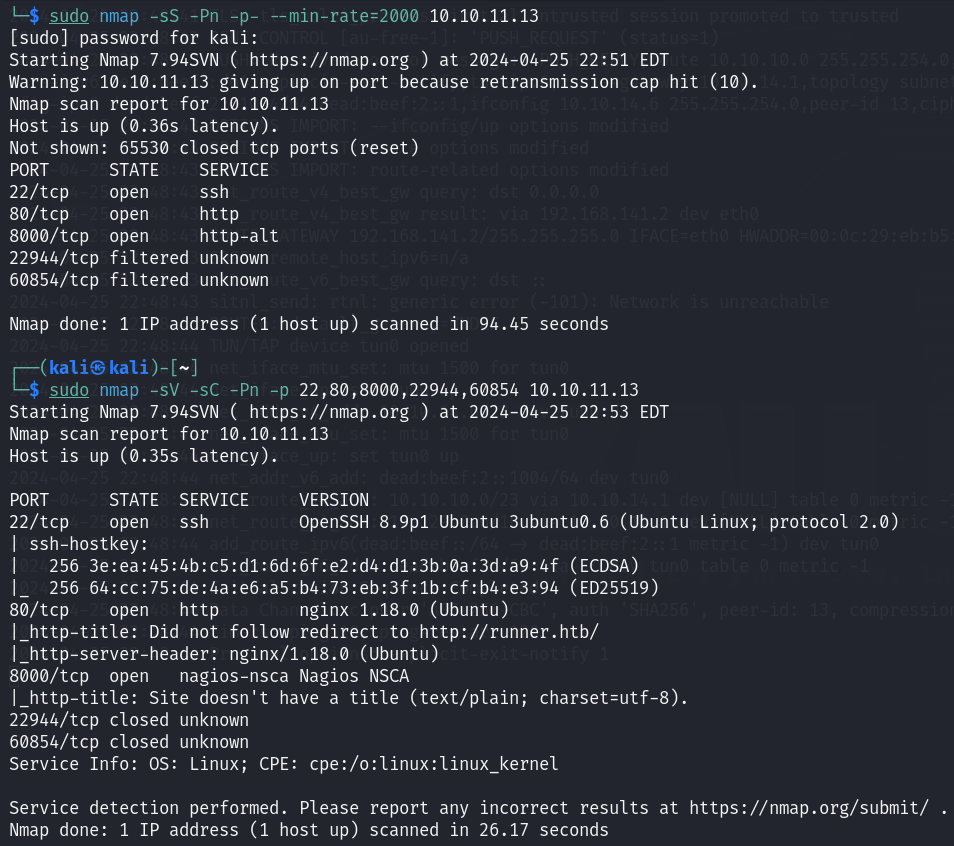 └─$ sudo nmap -sS -Pn -p- --min-rate=2000 10.10.11.13
[sudo] password for kali:
Starting Nmap 7.94SVN ( https://nmap.org ) at 2024-04-25 22:51 EDT
Warning: 10.10.11.13 giving up on port because retransmission cap hit (10).
Nmap scan report for 10.10.11.13
Host is up (0.36s latency).
Not shown: 65530 closed tcp ports (reset)
PORT      STATE    SERVICE
22/tcp    open     ssh
80/tcp    open     http
8000/tcp  open     http-alt
22944/tcp filtered unknown
60854/tcp filtered unknown

Nmap done: 1 IP address (1 host up) scanned in 94.45 seconds

┌──(kali㉿kali)-[~]
└─$ sudo nmap -sV -sC -Pn -p 22,80,8000,22944,60854 10.10.11.13
Starting Nmap 7.94SVN ( https://nmap.org ) at 2024-04-25 22:53 EDT
Nmap scan report for 10.10.11.13
Host is up (0.35s latency).

PORT      STATE  SERVICE     VERSION
22/tcp    open   ssh         OpenSSH 8.9p1 Ubuntu 3ubuntu0.6 (Ubuntu Linux; protocol 2.0)
| ssh-hostkey:
|   256 3e:ea:45:4b:c5:d1:6d:6f:e2:d4:d1:3b:0a:3d:a9:4f (ECDSA)
|_  256 64:cc:75:de:4a:e6:a5:b4:73:eb:3f:1b:cf:b4:e3:94 (ED25519)
80/tcp    open   http        nginx 1.18.0 (Ubuntu)
|_http-title: Did not follow redirect to http://runner.htb/
|_http-server-header: nginx/1.18.0 (Ubuntu)
8000/tcp  open   nagios-nsca Nagios NSCA
|_http-title: Site doesn't have a title (text/plain; charset=utf-8).
22944/tcp closed unknown
60854/tcp closed unknown
Service Info: OS: Linux; CPE: cpe:/o:linux:linux_kernel

Service detection performed. Please report any incorrect results at https://nmap.org/submit/ .
Nmap done: 1 IP address (1 host up) scanned in 26.17 seconds